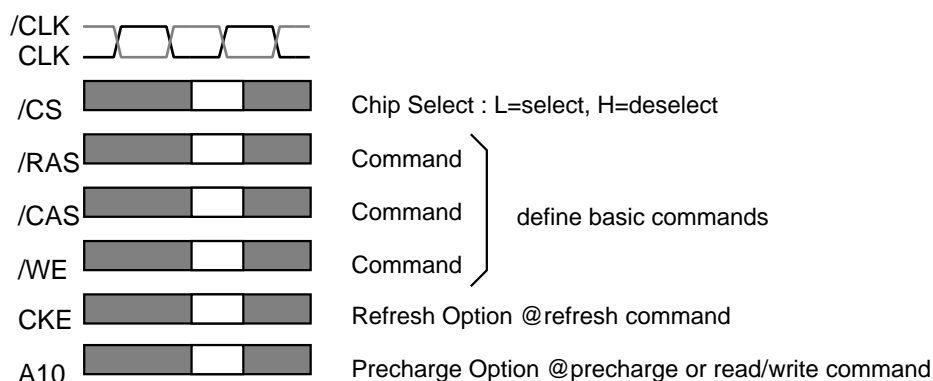 /CLK
CLK
/CS Chip Select : L=select, H=deselect
/RAS Command
/CAS Command define basic commands
/WE Command
CKE Refresh Option @refresh command
A10 Precharge Option @precharge or read/write command